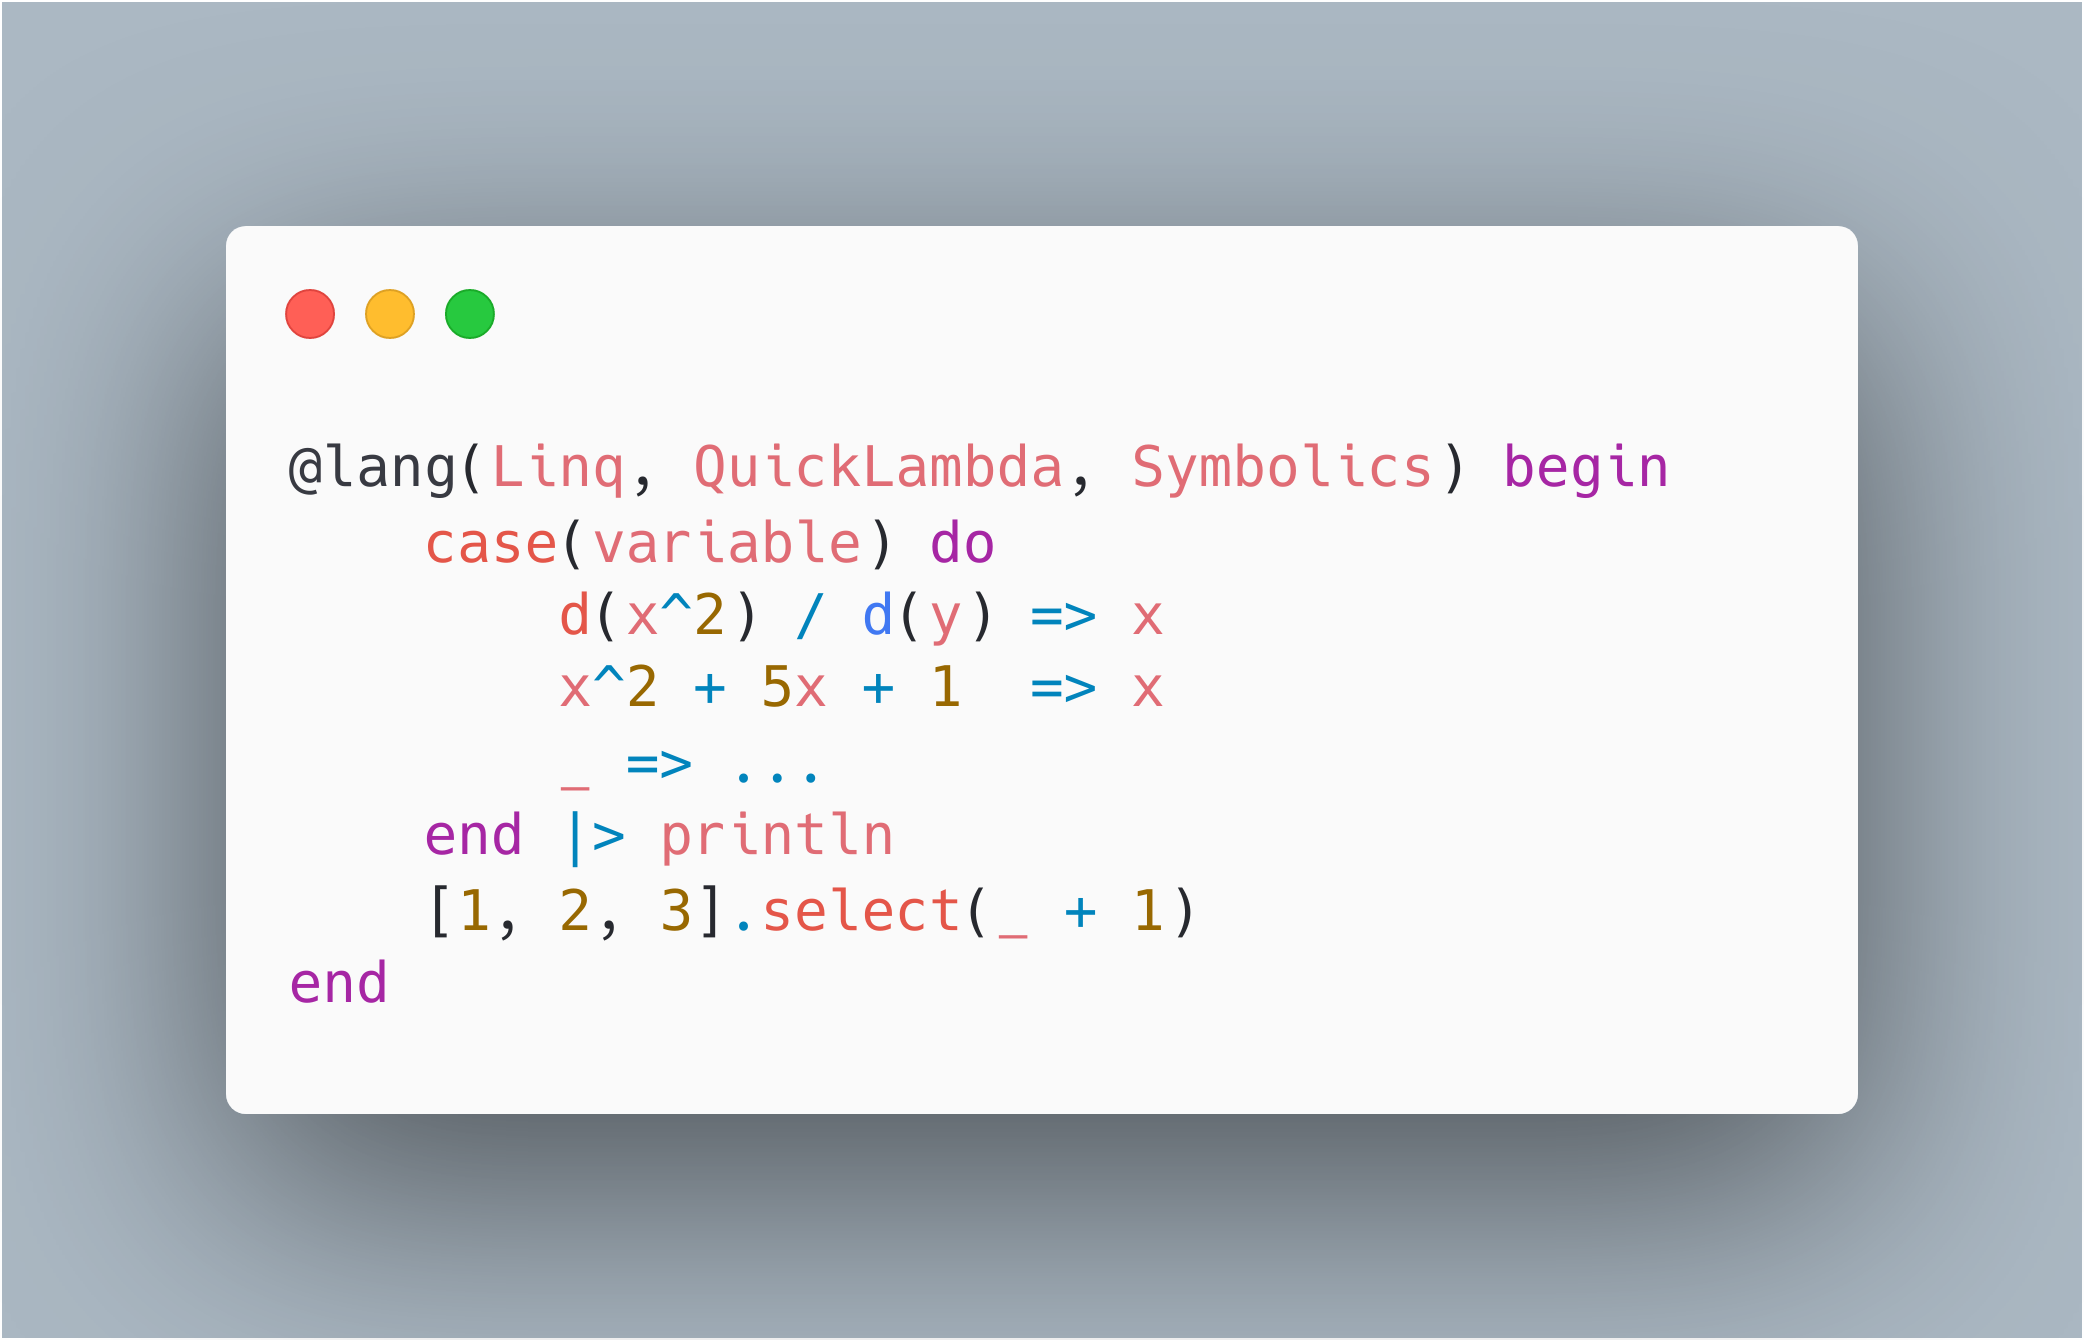 @lang(Linq, QuickLambda, Symbolics) begin
    case(variable) do
        d(x^2) / d(y) => x
        x^2 + 5x + 1  => x
        _ => ...
    end |> println
    [1, 2, 3].select(_ + 1)
end